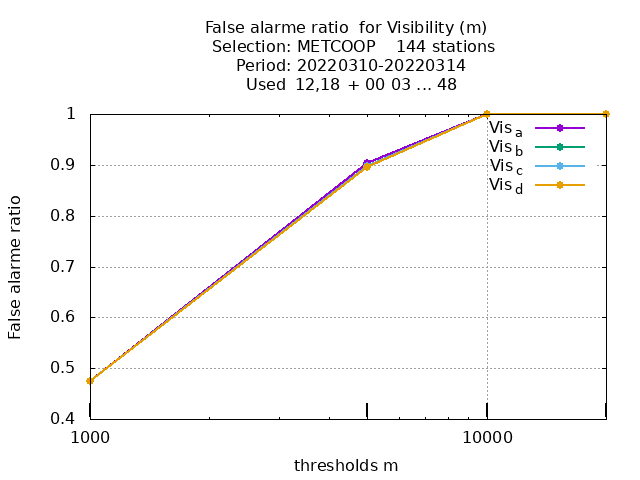 False alarme ratio  for Visibility (m)
Selection: METCOOP    144 stations
Period: 20220310-20220314
Used  12,18 + 00 03 ... 48
False alarme ratio
1
0.9
0.8
0.7
0.6
0.5
0.4
Vis a
Vis b
Vis c
Vis d
1000
10000
thresholds m